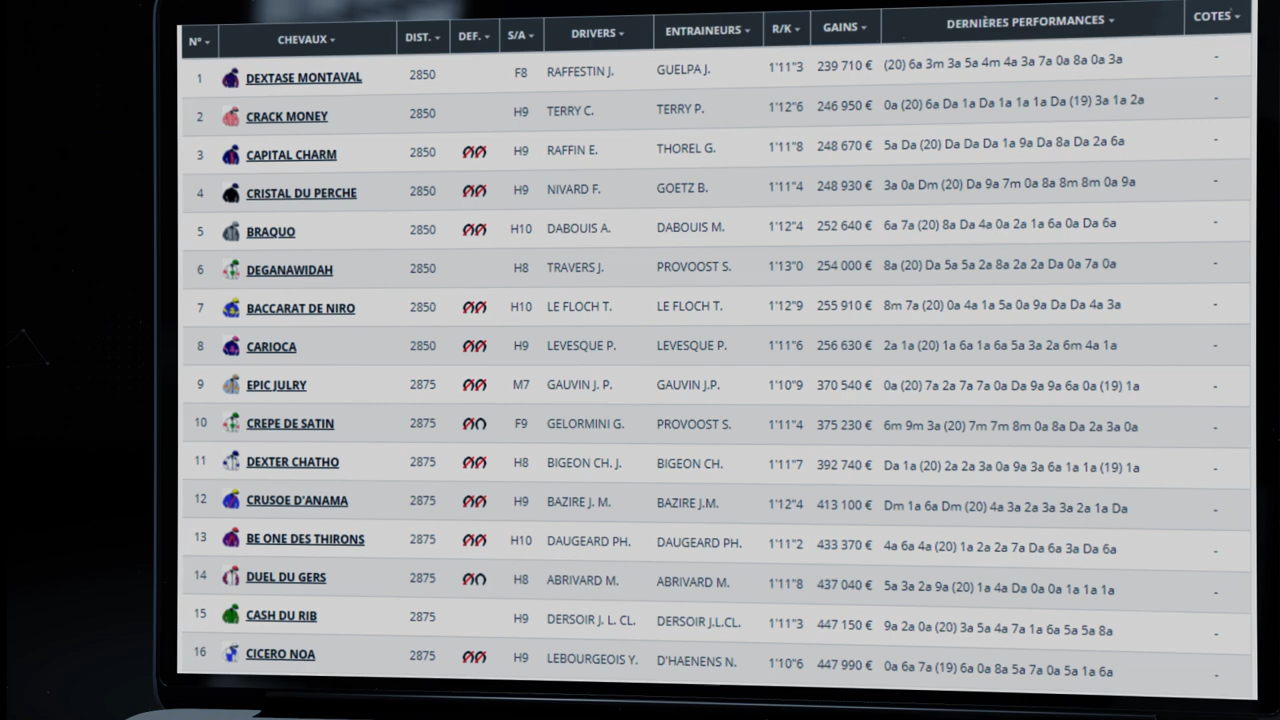 N° CHEVAUX DIST. DEF. S/A DRIVERS ENTRAINEURS R/K GAINS DERNIÈRES PERFORMANCES COTES
1 DEXTASE MONTAVAL 2850 F8 RAFFESTIN J. GUELPA J. 1'11"3 239 710 € (20) 6a 3m 3a 5a 4m 4a 3a 7a 0a 8a 0a 3a -
2 CRACK MONEY 2850 H9 TERRY C. TERRY P. 1'12"6 246 950 € 0a (20) 6a Da 1a Da 1a 1a 1a Da (19) 3a 1a 2a -
3 CAPITAL CHARM 2850 H9 RAFFIN E. THOREL G. 1'11"8 248 670 € 5a Da (20) Da Da Da 1a 9a Da 8a Da 2a 6a -
4 CRISTAL DU PERCHE 2850 H9 NIVARD F. GOETZ B. 1'11"4 248 930 € 3a 0a Dm (20) Da 9a 7m 0a 8a 8m 8m 0a 9a -
5 BRAQUO 2850 H10 DABOUIS A. DABOUIS M. 1'12"4 252 640 € 6a 7a (20) 8a Da 4a 0a 2a 1a 6a 0a Da 6a -
6 DEGANAWIDAH 2850 H8 TRAVERS J. PROVOOST S. 1'13"0 254 000 € 8a (20) Da 5a 5a 2a 8a 2a 2a Da 0a 7a 0a -
7 BACCARAT DE NIRO 2850 H10 LE FLOCH T. LE FLOCH T. 1'12"9 255 910 € 8m 7a (20) 0a 4a 1a 5a 0a 9a Da Da 4a 3a -
8 CARIOCA 2850 H9 LEVESQUE P. LEVESQUE P. 1'11"6 256 630 € 2a 1a (20) 1a 6a 1a 6a 5a 3a 2a 6m 4a 1a -
9 EPIC JULRY 2875 M7 GAUVIN J. P. GAUVIN J.P. 1'10"9 370 540 € 0a (20) 7a 2a 7a 7a 0a Da 9a 9a 6a 0a (19) 1a -
10 CREPE DE SATIN 2875 F9 GELORMINI G. PROVOOST S. 1'11"4 375 230 € 6m 9m 3a (20) 7m 7m 8m 0a 8a Da 2a 3a 0a -
11 DEXTER CHATHO 2875 H8 BIGEON CH. J. BIGEON CH. 1'11"7 392 740 € Da 1a (20) 2a 2a 3a 0a 9a 3a 6a 1a 1a (19) 1a -
12 CRUSOE D'ANAMA 2875 H9 BAZIRE J. M. BAZIRE J.M. 1'12"4 413 100 € Dm 1a 6a Dm (20) 4a 3a 2a 3a 3a 2a 1a Da -
13 BE ONE DES THIRONS 2875 H10 DAUGEARD PH. DAUGEARD PH. 1'11"2 433 370 € 4a 6a 4a (20) 1a 2a 2a 7a Da 6a 3a Da 6a -
14 DUEL DU GERS 2875 H8 ABRIVARD M. ABRIVARD M. 1'11"8 437 040 € 5a 3a 2a 9a (20) 1a 4a Da 0a 0a 1a 1a 1a -
15 CASH DU RIB 2875 H9 DERSOIR J. L. CL. DERSOIR J.L.CL. 1'11"3 447 150 € 9a 2a 0a (20) 3a 5a 4a 7a 1a 6a 5a 5a 8a -
16 CICERO NOA 2875 H9 LEBOURGEOIS Y. D'HAENENS N. 1'10"6 447 990 € 0a 6a 7a (19) 6a 0a 8a 5a 7a 0a 5a 1a 6a -